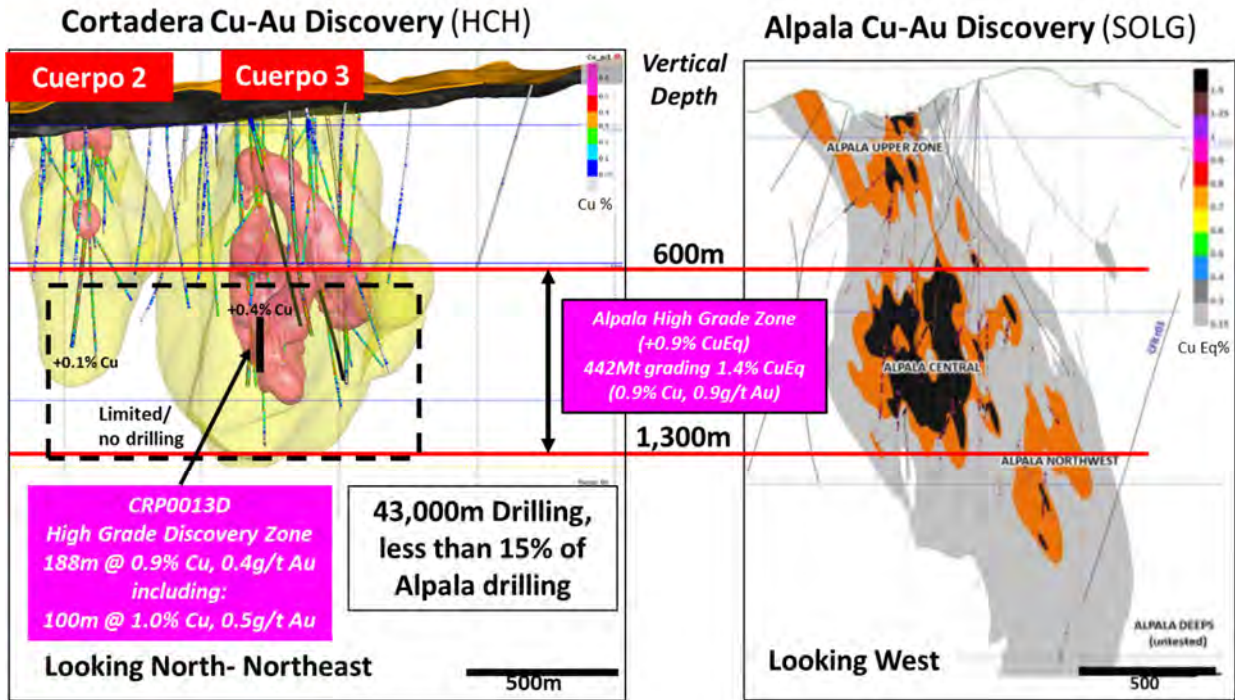 Cortadera Cu-Au Discovery (HCH)
Cuerpo 2
Cuerpo 3
Cu %
+0.4% Cu
+0.1% Cu
Limited/
no drilling
CRP0013D
High Grade Discovery Zone
188m @ 0.9% Cu, 0.4g/t Au
including:
100m @ 1.0% Cu, 0.5g/t Au
43,000m Drilling,
less than 15% of
Alpala drilling
Looking North- Northeast
500m
Vertical
Depth
600m
Alpala High Grade Zone
(+0.9% CuEq)
442Mt grading 1.4% CuEq
(0.9% Cu, 0.9g/t Au)
1,300m
Alpala Cu-Au Discovery (SOLG)
ALPALA UPPER ZONE
ALPALA CENTRAL
ALPALA NORTHWEST
ALPALA DEEPS
(untested)
Cu Eq%
Looking West
500